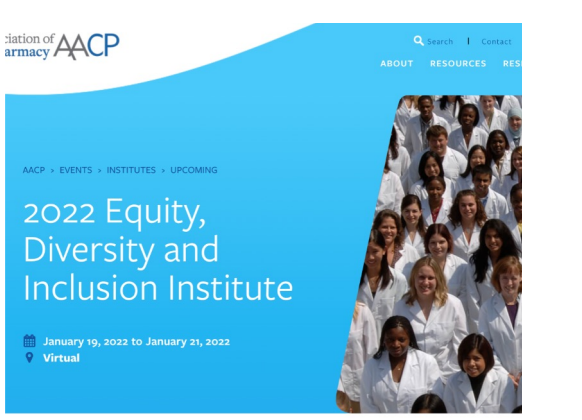 ciation of
armacy AACP
Search | Contact
ABOUT RESOURCES RES
AACP > EVENTS > INSTITUTES > UPCOMING
2022 Equity,
Diversity and
Inclusion Institute
January 19, 2022 to January 21, 2022
Virtual